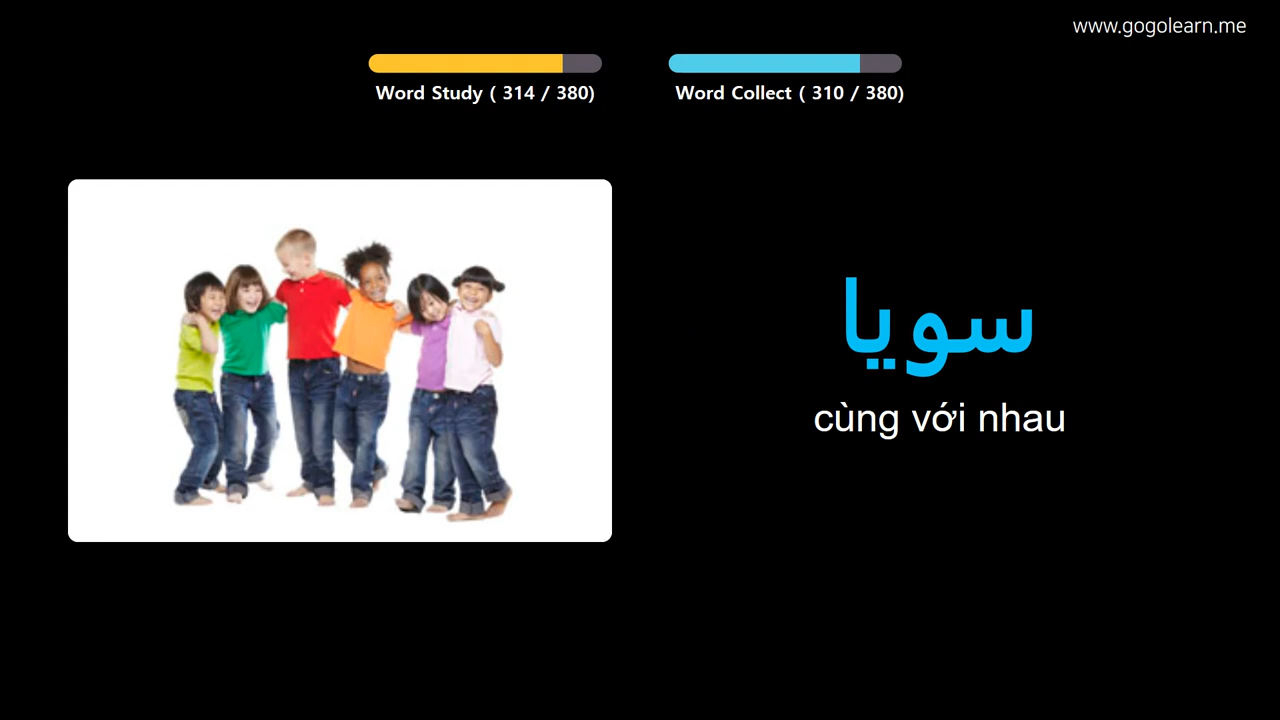 www.gogolearn.me
Word Study ( 314 / 380)
Word Collect ( 310 / 380)
سويا
cùng với nhau